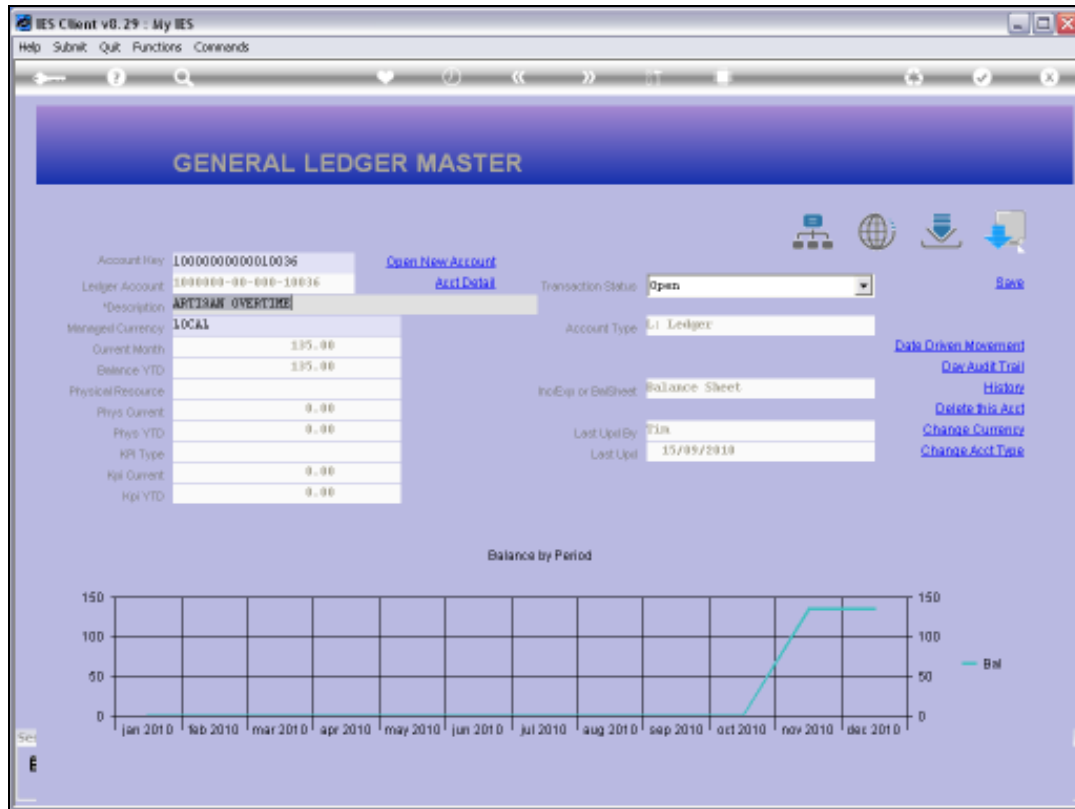 IES Client v8.29 : My IES
Help Submit Quit Functions Commands
GENERAL LEDGER MASTER
Account Key 10000000000010036 Open New Account
Ledger Account 1000000-00-000-10036 Acct Detail Transaction Status Open Save
*Description ARTISAN OVERTIME
Managed Currency LOCAL Account Type L: Ledger
Current Month 135.00 Date Driven Movement
Balance YTD 135.00 Day Audit Trail
Physical Resource Inc/Exp or BalSheet Balance Sheet History
Phys Current 0.00 Delete this Acct
Phys YTD 0.00 Last Upd By Tim Change Currency
KPI Type Last Upd 15/09/2010 Change Acct Type
Kpi Current 0.00
Kpi YTD 0.00
Balance by Period
150 150
100 100
50 50
Bal
0 0
jan 2010 feb 2010 mar 2010 apr 2010 may 2010 jun 2010 jul 2010 aug 2010 sep 2010 oct 2010 nov 2010 dec 2010